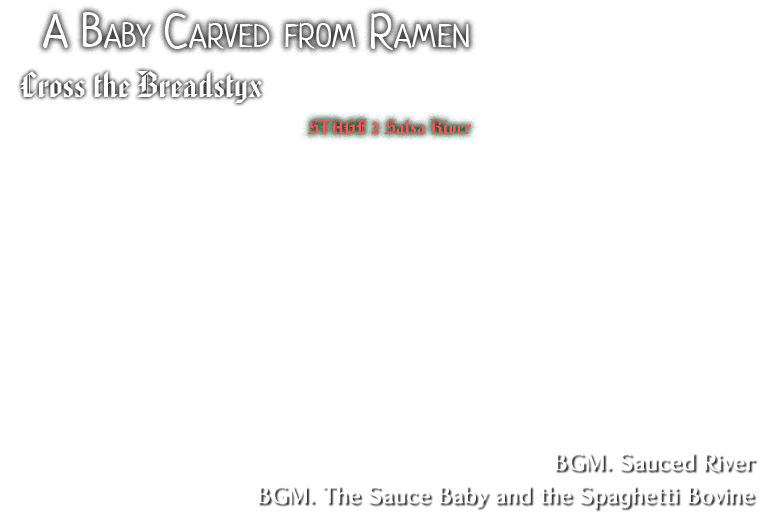 A Baby Carved from Ramen
Cross the Breadstyx
STAGE 2 Salsa River
BGM. Sauced River
BGM. The Sauce Baby and the Spaghetti Bovine